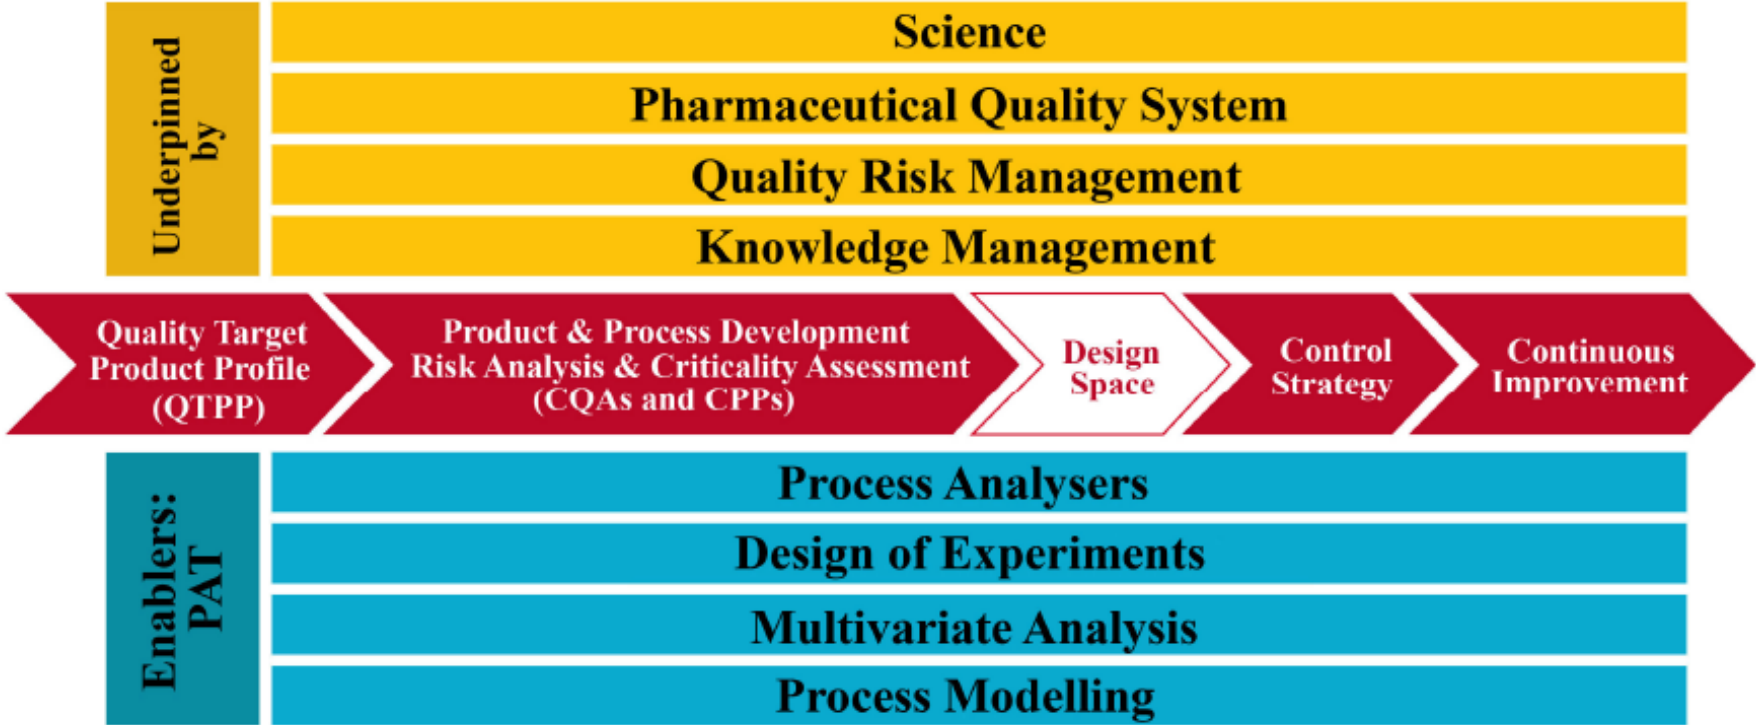 Underpinned
by
Science
Pharmaceutical Quality System
Quality Risk Management
Knowledge Management
Quality Target
Product Profile
(QTPP)
Product & Process Development
Risk Analysis & Criticality Assessment
(CQAs and CPPs)
Design
Space
Control
Strategy
Continuous
Improvement
Enablers:
PAT
Process Analysers
Design of Experiments
Multivariate Analysis
Process Modelling